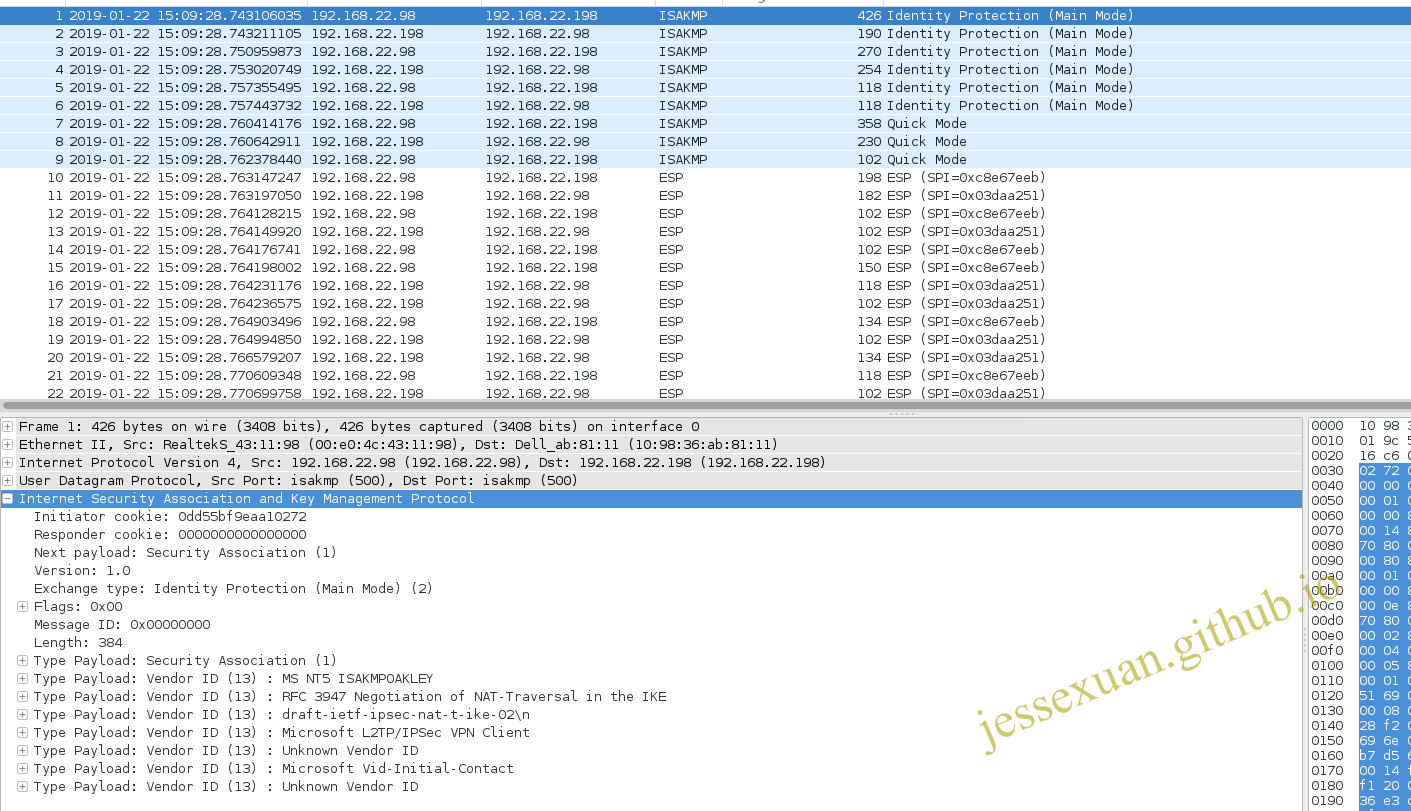 1 2019-01-22 15:09:28.743106035 192.168.22.98 192.168.22.198 ISAKMP 426 Identity Protection (Main Mode)
2 2019-01-22 15:09:28.743211105 192.168.22.198 192.168.22.98 ISAKMP 190 Identity Protection (Main Mode)
3 2019-01-22 15:09:28.750959873 192.168.22.98 192.168.22.198 ISAKMP 270 Identity Protection (Main Mode)
4 2019-01-22 15:09:28.753020749 192.168.22.198 192.168.22.98 ISAKMP 254 Identity Protection (Main Mode)
5 2019-01-22 15:09:28.757355495 192.168.22.98 192.168.22.198 ISAKMP 118 Identity Protection (Main Mode)
6 2019-01-22 15:09:28.757443732 192.168.22.198 192.168.22.98 ISAKMP 118 Identity Protection (Main Mode)
7 2019-01-22 15:09:28.760414176 192.168.22.98 192.168.22.198 ISAKMP 358 Quick Mode
8 2019-01-22 15:09:28.760642911 192.168.22.198 192.168.22.98 ISAKMP 230 Quick Mode
9 2019-01-22 15:09:28.762378440 192.168.22.98 192.168.22.198 ISAKMP 102 Quick Mode
10 2019-01-22 15:09:28.763147247 192.168.22.98 192.168.22.198 ESP 198 ESP (SPI=0xc8e67eeb)
11 2019-01-22 15:09:28.763197050 192.168.22.198 192.168.22.98 ESP 182 ESP (SPI=0x03daa251)
12 2019-01-22 15:09:28.764128215 192.168.22.98 192.168.22.198 ESP 102 ESP (SPI=0xc8e67eeb)
13 2019-01-22 15:09:28.764149920 192.168.22.198 192.168.22.98 ESP 102 ESP (SPI=0x03daa251)
14 2019-01-22 15:09:28.764176741 192.168.22.98 192.168.22.198 ESP 102 ESP (SPI=0xc8e67eeb)
15 2019-01-22 15:09:28.764198002 192.168.22.98 192.168.22.198 ESP 150 ESP (SPI=0xc8e67eeb)
16 2019-01-22 15:09:28.764231176 192.168.22.198 192.168.22.98 ESP 118 ESP (SPI=0x03daa251)
17 2019-01-22 15:09:28.764236575 192.168.22.198 192.168.22.98 ESP 102 ESP (SPI=0x03daa251)
18 2019-01-22 15:09:28.764903496 192.168.22.98 192.168.22.198 ESP 134 ESP (SPI=0xc8e67eeb)
19 2019-01-22 15:09:28.764994850 192.168.22.198 192.168.22.98 ESP 102 ESP (SPI=0x03daa251)
20 2019-01-22 15:09:28.766579207 192.168.22.198 192.168.22.98 ESP 134 ESP (SPI=0x03daa251)
21 2019-01-22 15:09:28.770609348 192.168.22.98 192.168.22.198 ESP 118 ESP (SPI=0xc8e67eeb)
22 2019-01-22 15:09:28.770699758 192.168.22.198 192.168.22.98 ESP 102 ESP (SPI=0x03daa251)
Frame 1: 426 bytes on wire (3408 bits), 426 bytes captured (3408 bits) on interface 0
Ethernet II, Src: RealtekS_43:11:98 (00:e0:4c:43:11:98), Dst: Dell_ab:81:11 (10:98:36:ab:81:11)
Internet Protocol Version 4, Src: 192.168.22.98 (192.168.22.98), Dst: 192.168.22.198 (192.168.22.198)
User Datagram Protocol, Src Port: isakmp (500), Dst Port: isakmp (500)
Internet Security Association and Key Management Protocol
Initiator cookie: 0dd55bf9eaa10272
Responder cookie: 0000000000000000
Next payload: Security Association (1)
Version: 1.0
Exchange type: Identity Protection (Main Mode) (2)
Flags: 0x00
Message ID: 0x00000000
Length: 384
Type Payload: Security Association (1)
Type Payload: Vendor ID (13) : MS NT5 ISAKMPOAKLEY
Type Payload: Vendor ID (13) : RFC 3947 Negotiation of NAT-Traversal in the IKE
Type Payload: Vendor ID (13) : draft-ietf-ipsec-nat-t-ike-02\n
Type Payload: Vendor ID (13) : Microsoft L2TP/IPSec VPN Client
Type Payload: Vendor ID (13) : Unknown Vendor ID
Type Payload: Vendor ID (13) : Microsoft Vid-Initial-Contact
Type Payload: Vendor ID (13) : Unknown Vendor ID
0000 10 98
0010 01 9c
0020 16 c6
0030 02 72
0040 00 00
0050 00 01
0060 00 00
0070 00 14
0080 70 80
0090 00 80
00a0 00 01
00b0 00 00
00c0 00 0e
00d0 70 80
00e0 00 02
00f0 00 04
0100 00 05
0110 00 01
0120 51 69
0130 00 08
0140 28 f2
0150 69 6e
0160 b7 d5
0170 00 14
0180 f1 20
0190 36 e3
jessexuan.github.io